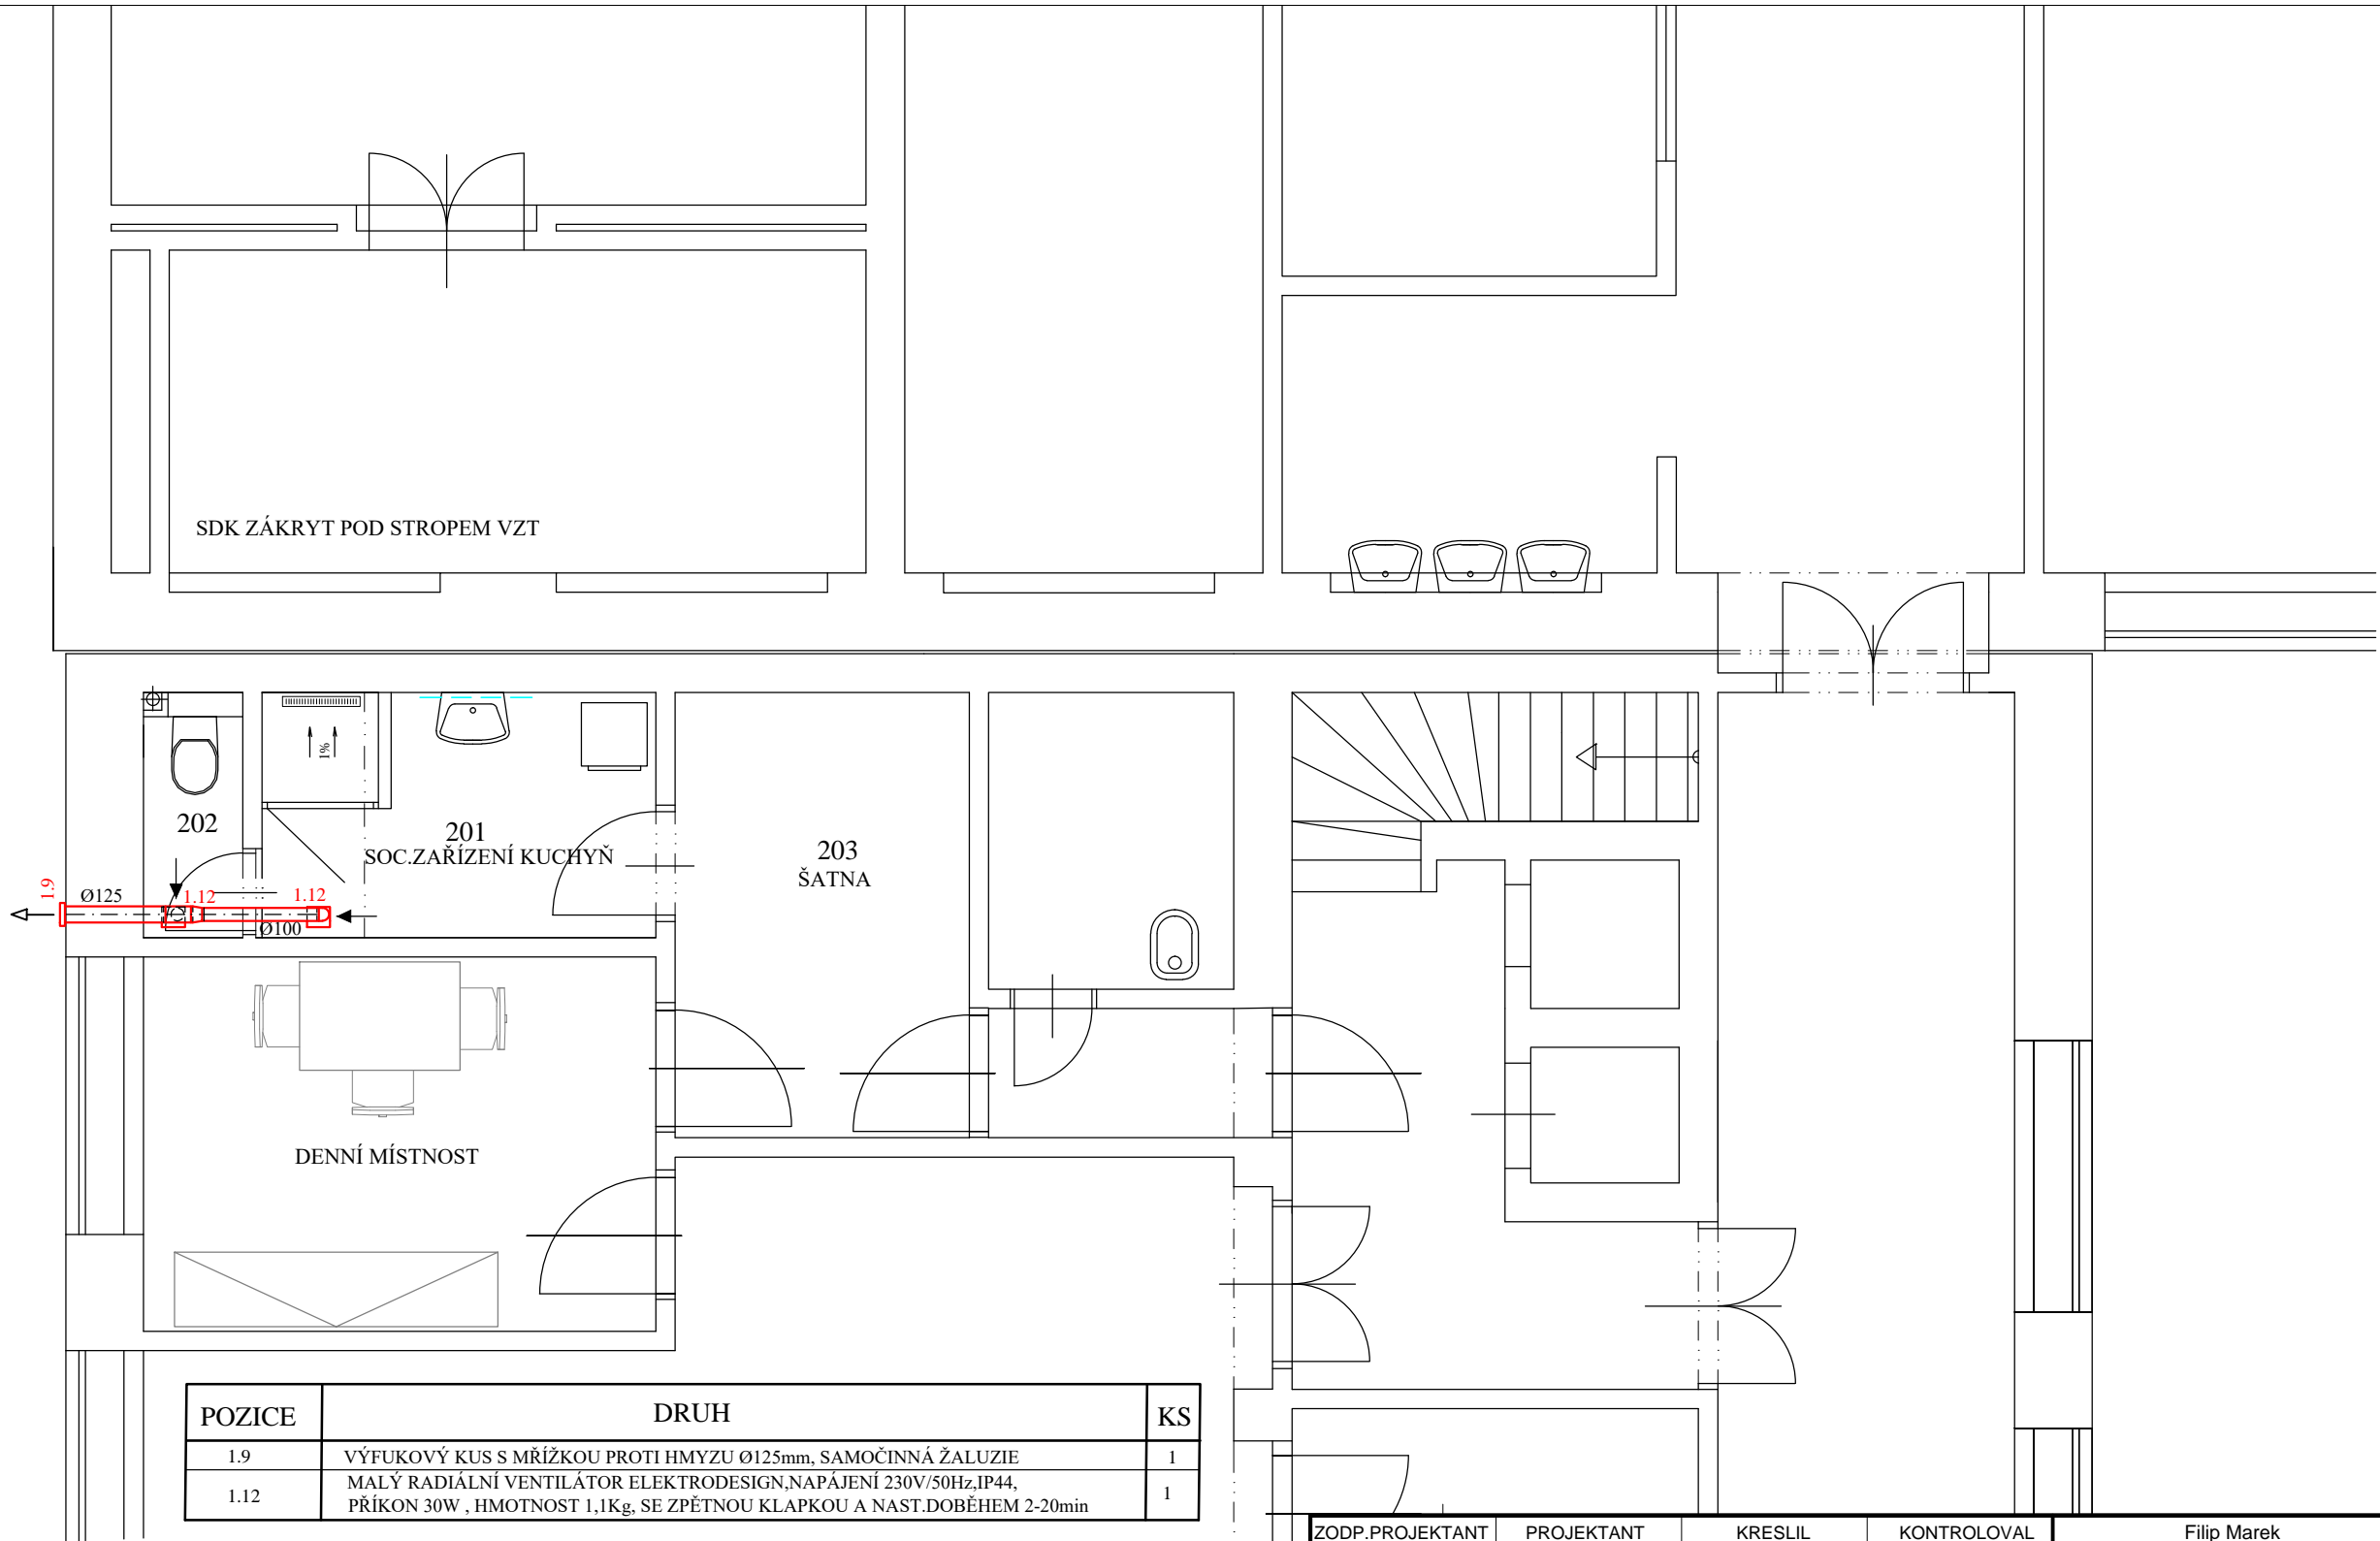 SDK ZÁKRYT POD STROPEM VZT
1%
202
201
SOC.ZAŘÍZENÍ KUCHYŇ
203
ŠATNA
1.9
Ø125
1.12
1.12
Ø100
DENNÍ MÍSTNOST
POZICE DRUH KS
1.9 VÝFUKOVÝ KUS S MŘÍŽKOU PROTI HMYZU Ø125mm, SAMOČINNÁ ŽALUZIE 1
1.12 MALÝ RADIÁLNÍ VENTILÁTOR ELEKTRODESIGN,NAPÁJENÍ 230V/50Hz,IP44, 1
PŘÍKON 30W , HMOTNOST 1,1Kg, SE ZPĚTNOU KLAPKOU A NAST.DOBĚHEM 2-20min
ZODP.PROJEKTANT PROJEKTANT KRESLIL KONTROLOVAL Filip Marek